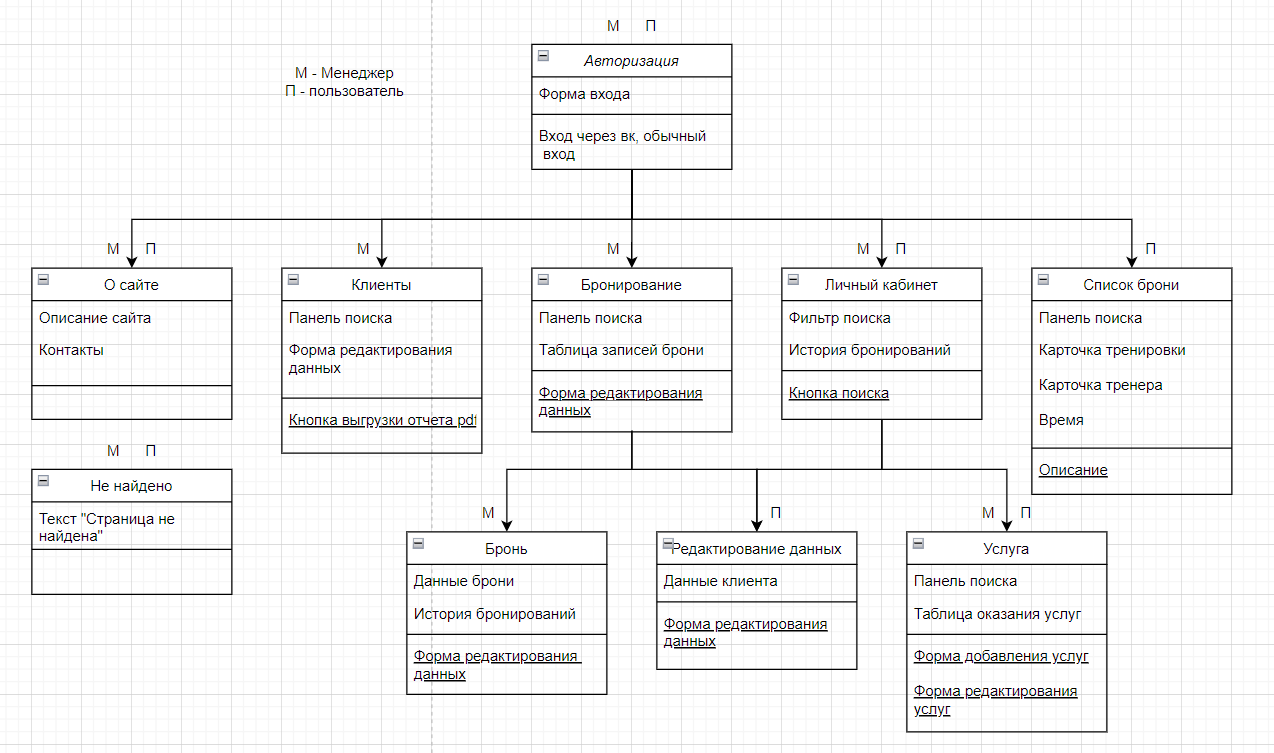 М П
М - Менеджер
П - пользователь
Авторизация
Форма входа
Вход через вк, обычный
вход
М П
О сайте
Описание сайта
Контакты
М
Клиенты
Панель поиска
Форма редактирования
данных
Кнопка выгрузки отчета pdf
М
Бронирование
Панель поиска
Таблица записей брони
Форма редактирования
данных
М П
Личный кабинет
Фильтр поиска
История бронирований
Кнопка поиска
П
Список брони
Панель поиска
Карточка тренировки
Карточка тренера
Время
Описание
М П
Не найдено
Текст "Страница не
найдена"
М
Бронь
Данные брони
История бронирований
Форма редактирования
данных
П
Редактирование данных
Данные клиента
Форма редактирования
данных
М П
Услуга
Панель поиска
Таблица оказания услуг
Форма добавления услуг
Форма редактирования
услуг